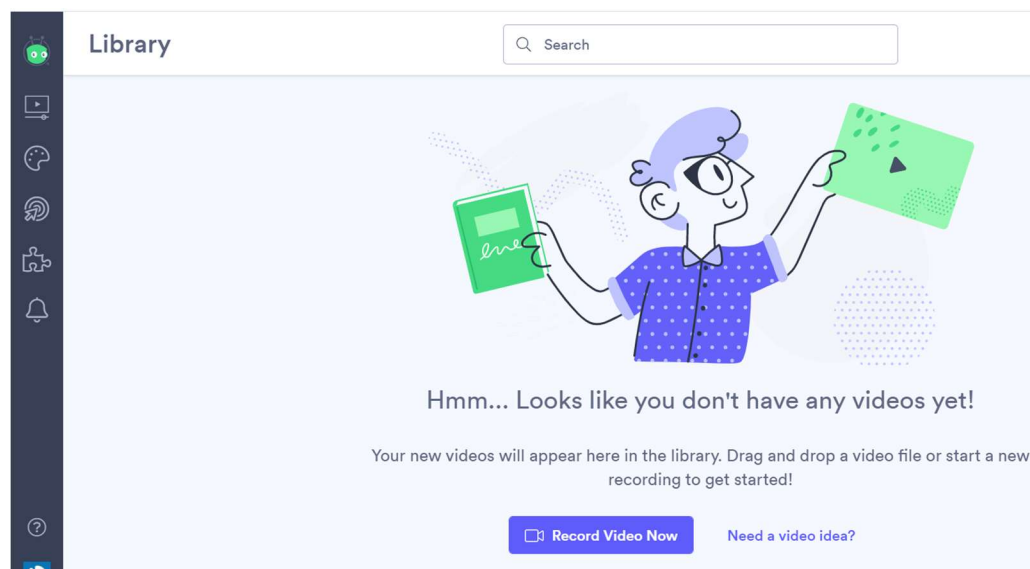 Library
Search
Hmm... Looks like you don't have any videos yet!
Your new videos will appear here in the library. Drag and drop a video file or start a new
recording to get started!
Record Video Now
Need a video idea?